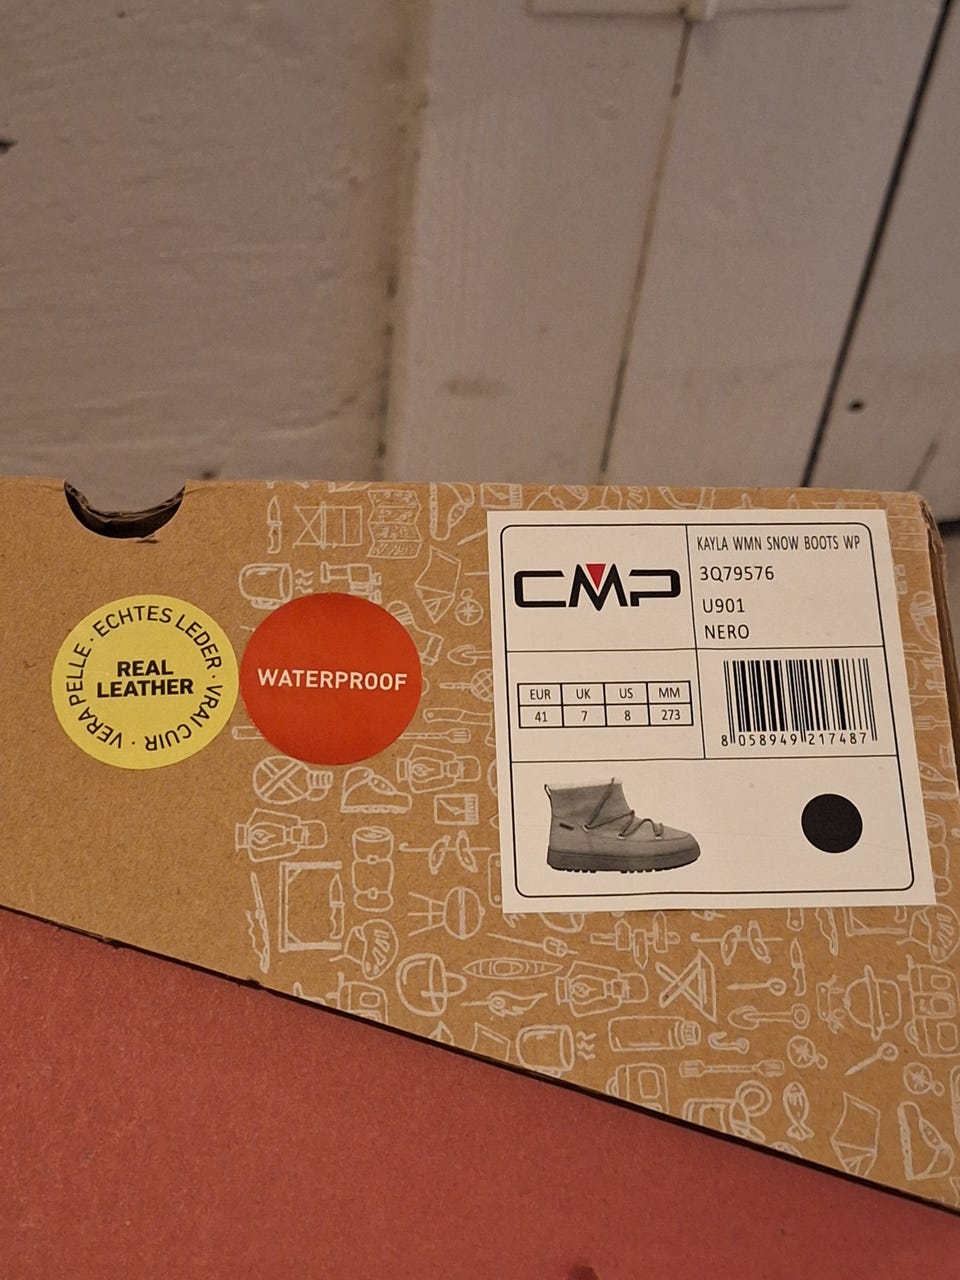 ECHTES LEDER · VRAI CUIR · VERA PELLE ·
REAL
LEATHER
WATERPROOF
CMP
KAYLA WMN SNOW BOOTS WP
3Q79576
U901
NERO
EUR UK US MM
41 7 8 273
8 058949 217487